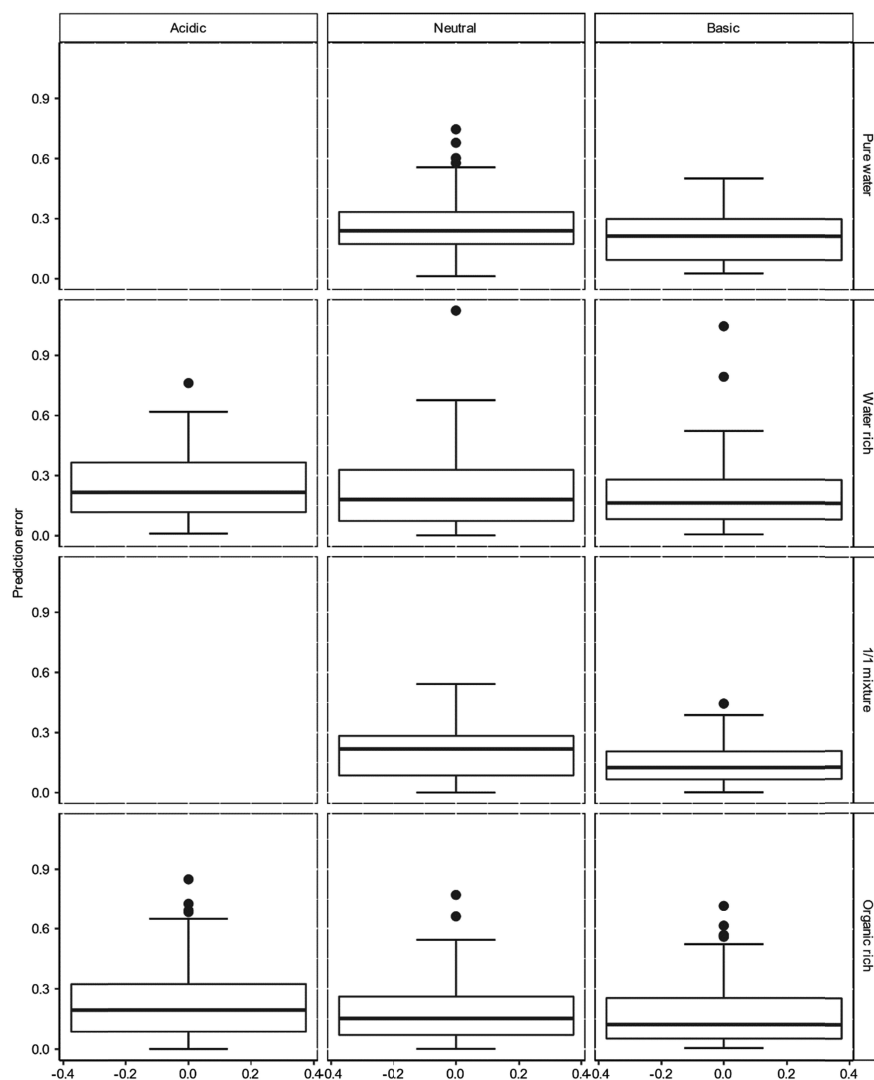 Acidic Neutral Basic
Prediction error
0.9
0.6
0.3
0.0
Pure water
0.9
0.6
0.3
0.0
Water rich
0.9
0.6
0.3
0.0
1/1 mixture
0.9
0.6
0.3
0.0
Organic rich
-0.4 -0.2 0.0 0.2 0.4 -0.4 -0.2 0.0 0.2 0.4 -0.4 -0.2 0.0 0.2 0.4